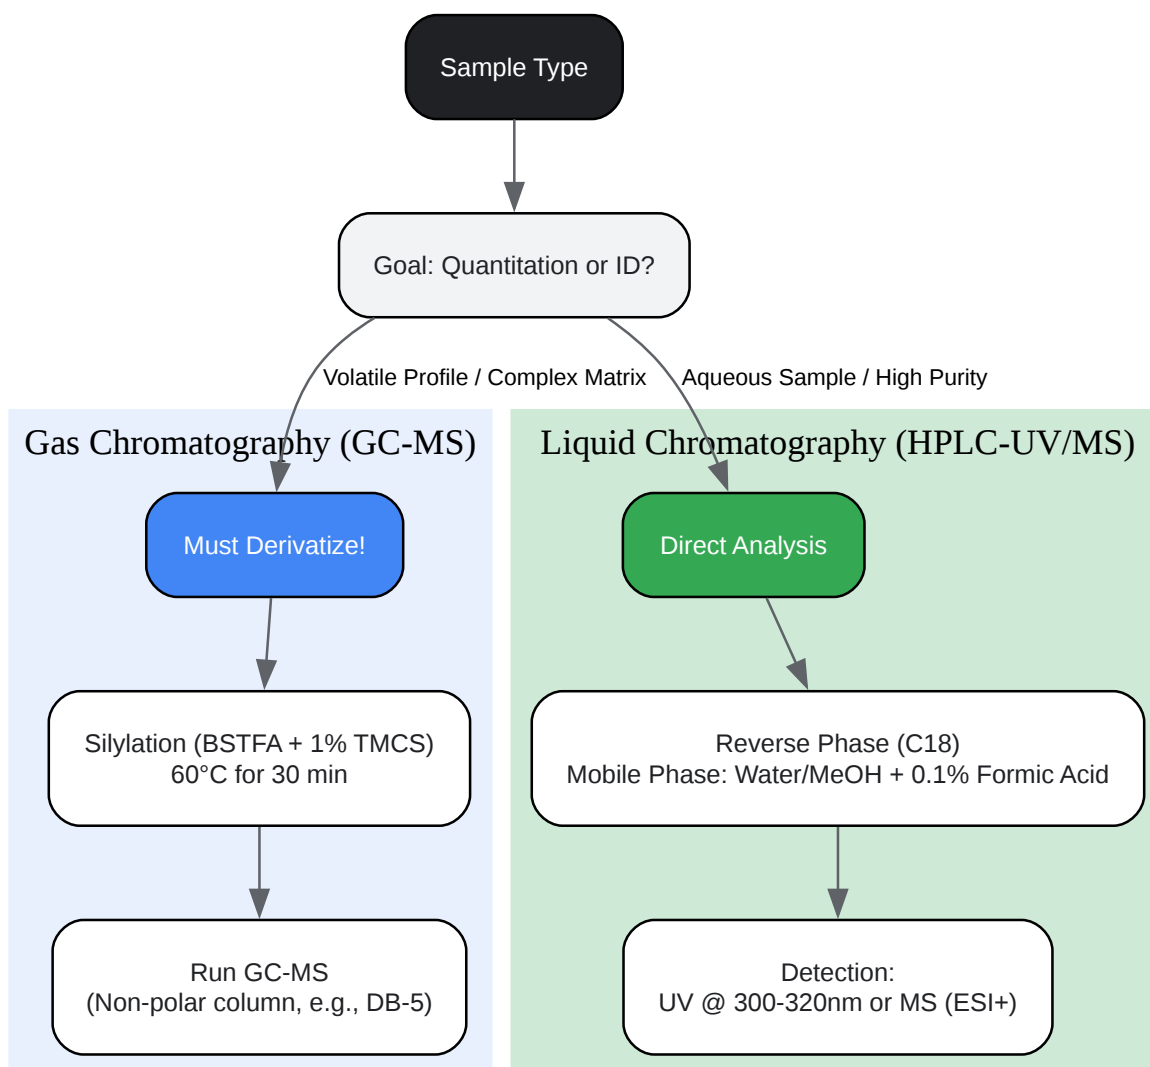 Sample Type
Goal: Quantitation or ID?
Volatile Profile / Complex Matrix
Aqueous Sample / High Purity
Gas Chromatography (GC-MS)
Liquid Chromatography (HPLC-UV/MS)
Must Derivatize!
Direct Analysis
Silylation (BSTFA + 1% TMCS)
60°C for 30 min
Reverse Phase (C18)
Mobile Phase: Water/MeOH + 0.1% Formic Acid
Run GC-MS
(Non-polar column, e.g., DB-5)
Detection:
UV @ 300-320nm or MS (ESI+)